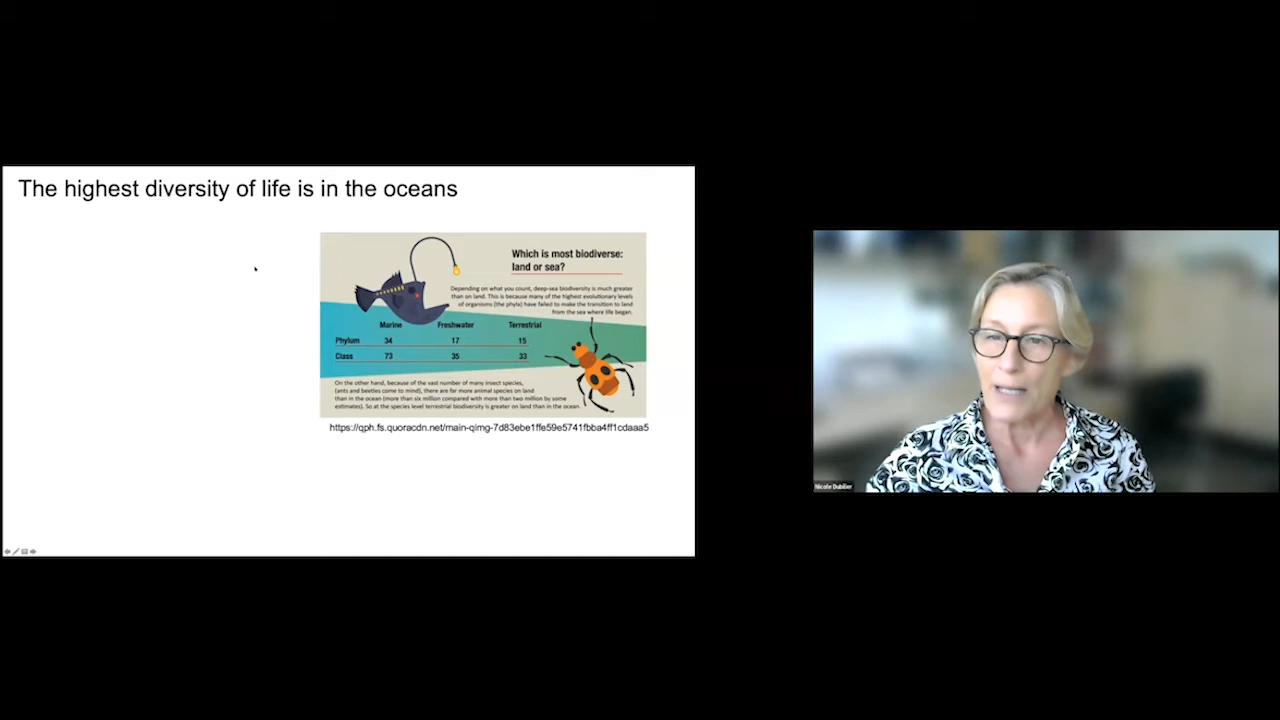 The highest diversity of life is in the oceans
Which is most biodiverse:
land or sea?
Depending on what you count, deep-sea biodiversity is much greater
than on land. This is because many of the highest evolutionary levels
of organisms (the phyla) have failed to make the transition to land
from the sea where life began.
Marine Freshwater Terrestrial
Phylum 34 17 15
Class 73 35 33
On the other hand, because of the vast number of many insect species,
(ants and beetles come to mind), there are far more animal species on land
than in the ocean (more than six million compared with more than two million by some
estimates). So at the species level terrestrial biodiversity is greater on land than in the ocean
https://qph.fs.quoracdn.net/main-qimg-7d83ebe1ffe59e5741fbba4ff1cdaaa5
Nicole Dubilier